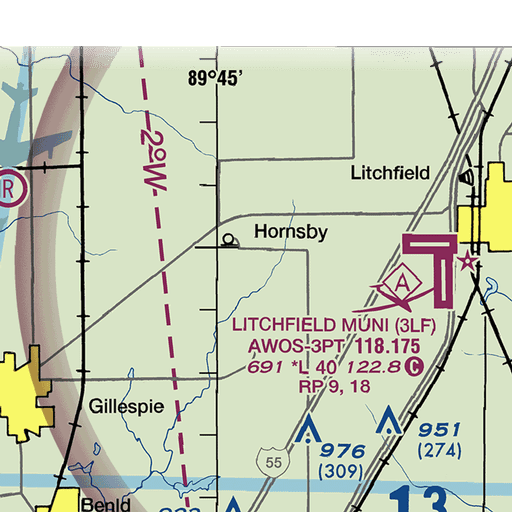 89°45'
2°W
R
Litchfield
Hornsby
A
LITCHFIELD MUNI (3LF)
AWOS-3PT 118.175
691 *L 40 122.8 C
RP 9, 18
Gillespie
976
(309)
951
(274)
55
Benld
13